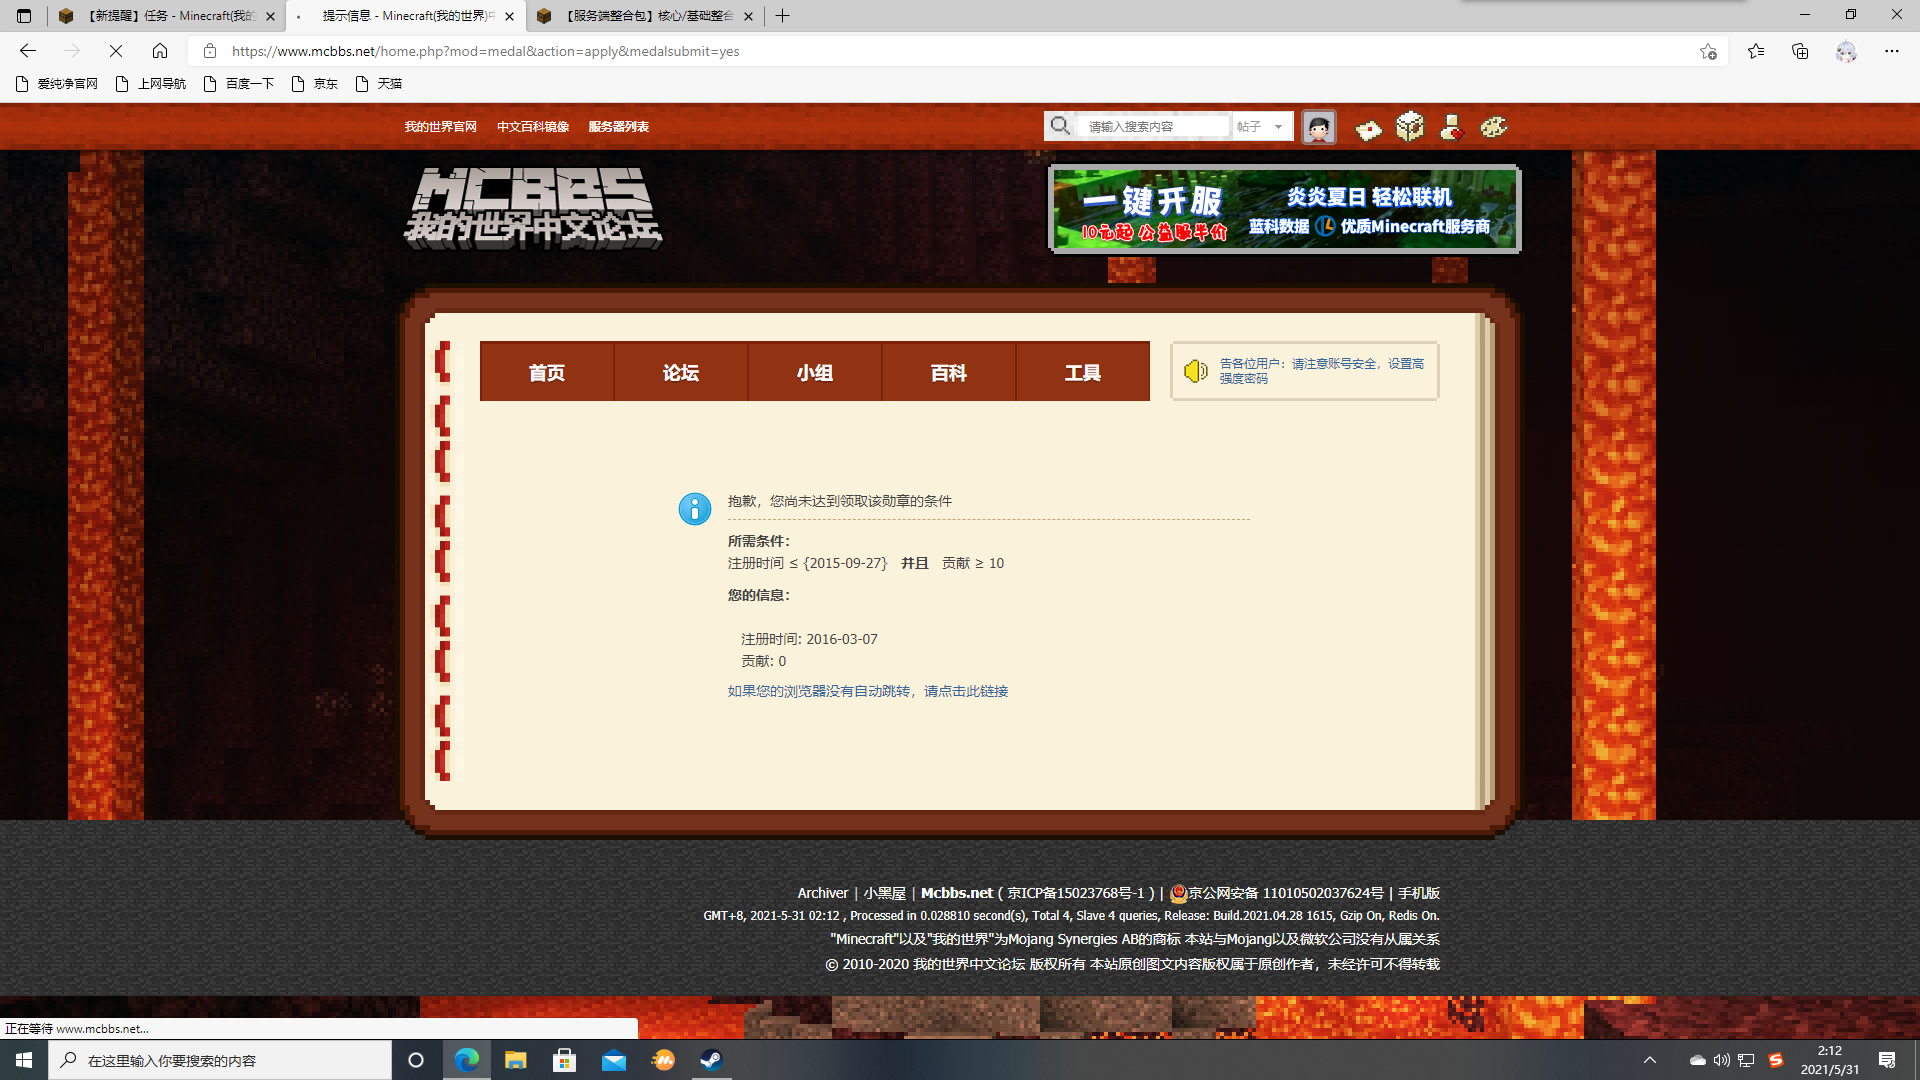 【新提醒】任务 - Minecraft(我的
提示信息 - Minecraft(我的世界)中
【服务端整合包】核心/基础整合
https://www.mcbbs.net/home.php?mod=medal&action=apply&medalsubmit=yes
爱纯净官网 上网导航 百度一下 京东 天猫
我的世界官网 中文百科镜像 服务器列表
请输入搜索内容 帖子
MCBBS
我的世界中文论坛
一键开服
10元起 公益服半价
炎炎夏日 轻松联机
蓝科数据 优质Minecraft服务商
首页 论坛 小组 百科 工具
告各位用户：请注意账号安全，设置高
强度密码
抱歉，您尚未达到领取该勋章的条件
所需条件：
注册时间 ≤ {2015-09-27} 并且 贡献 ≥ 10
您的信息：
注册时间: 2016-03-07
贡献: 0
如果您的浏览器没有自动跳转，请点击此链接
Archiver | 小黑屋 | Mcbbs.net ( 京ICP备15023768号-1 ) | 京公网安备 11010502037624号 | 手机版
GMT+8, 2021-5-31 02:12 , Processed in 0.028810 second(s), Total 4, Slave 4 queries, Release: Build.2021.04.28 1615, Gzip On, Redis On.
"Minecraft"以及"我的世界"为Mojang Synergies AB的商标 本站与Mojang以及微软公司没有从属关系
© 2010-2020 我的世界中文论坛 版权所有 本站原创图文内容版权属于原创作者，未经许可不得转载
正在等待 www.mcbbs.net...
在这里输入你要搜索的内容
2:12
2021/5/31